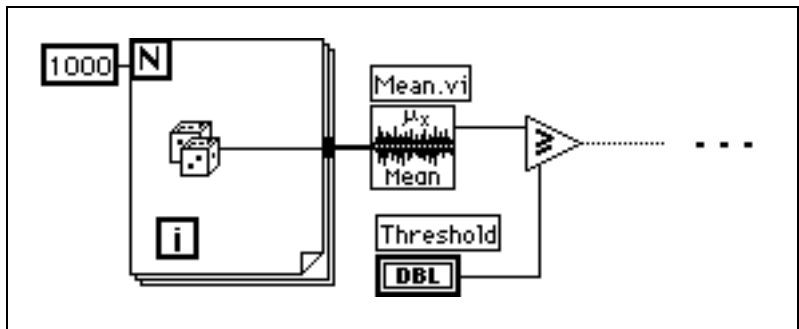 1000
N
Mean.vi
μx
Mean
≥
i
Threshold
DBL